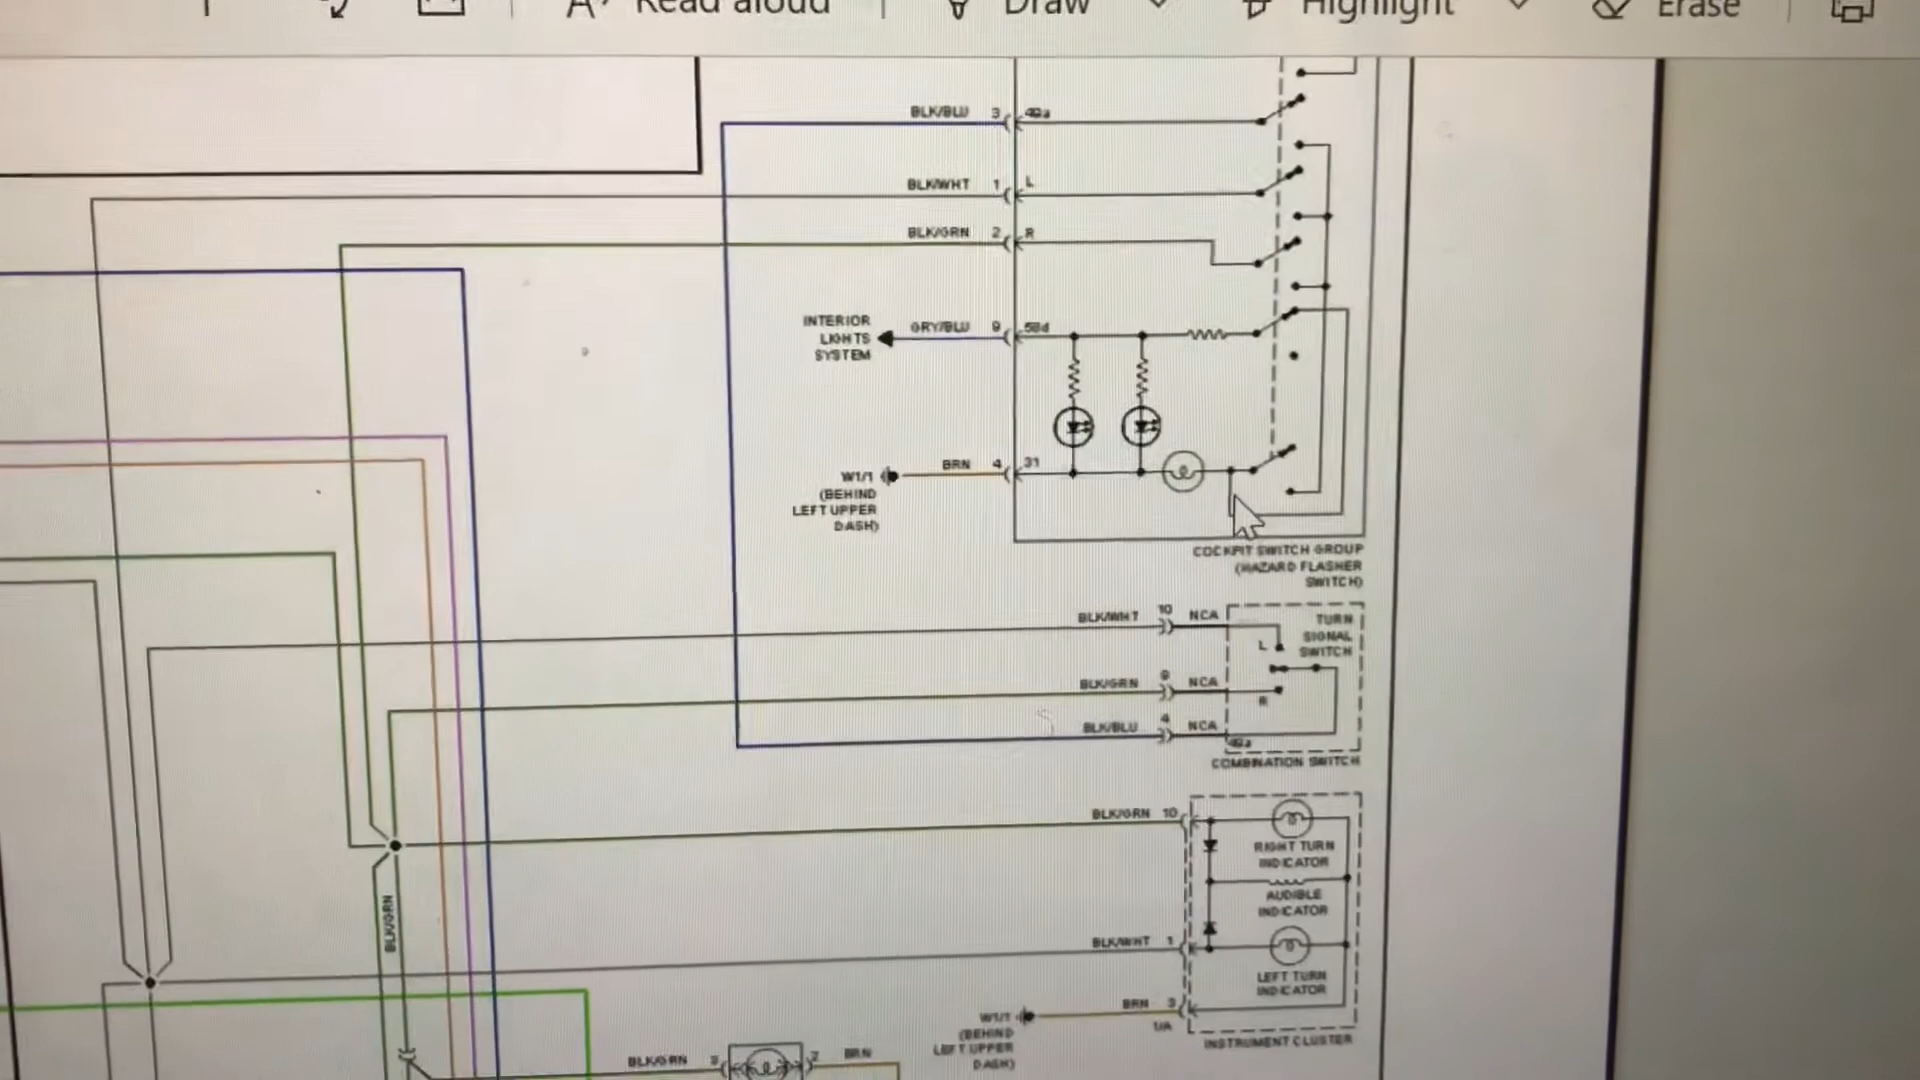 Read aloud
Draw
Highlight
Erase
BLK/BLU 3 49a
BLK/WHT 1 L
BLK/GRN 2 R
INTERIOR
LIGHTS
SYSTEM
GRY/BLU 9 58d
BRN 4 31
W1/1
(BEHIND
LEFT UPPER
DASH)
COCKPIT SWITCH GROUP
(HAZARD FLASHER
SWITCH)
BLK/WHT 10 NCA
TURN
SIGNAL
SWITCH
L
BLK/GRN 9 NCA
R
BLK/BLU 4 NCA
49a
COMBINATION SWITCH
BLK/GRN 10
RIGHT TURN
INDICATOR
AUDIBLE
INDICATOR
BLK/GRN
BLK/WHT 1
LEFT TURN
INDICATOR
BRN 3
W1/1
(BEHIND
LEFT UPPER
DASH)
INSTRUMENT CLUSTER
BLK/GRN 2 BRN